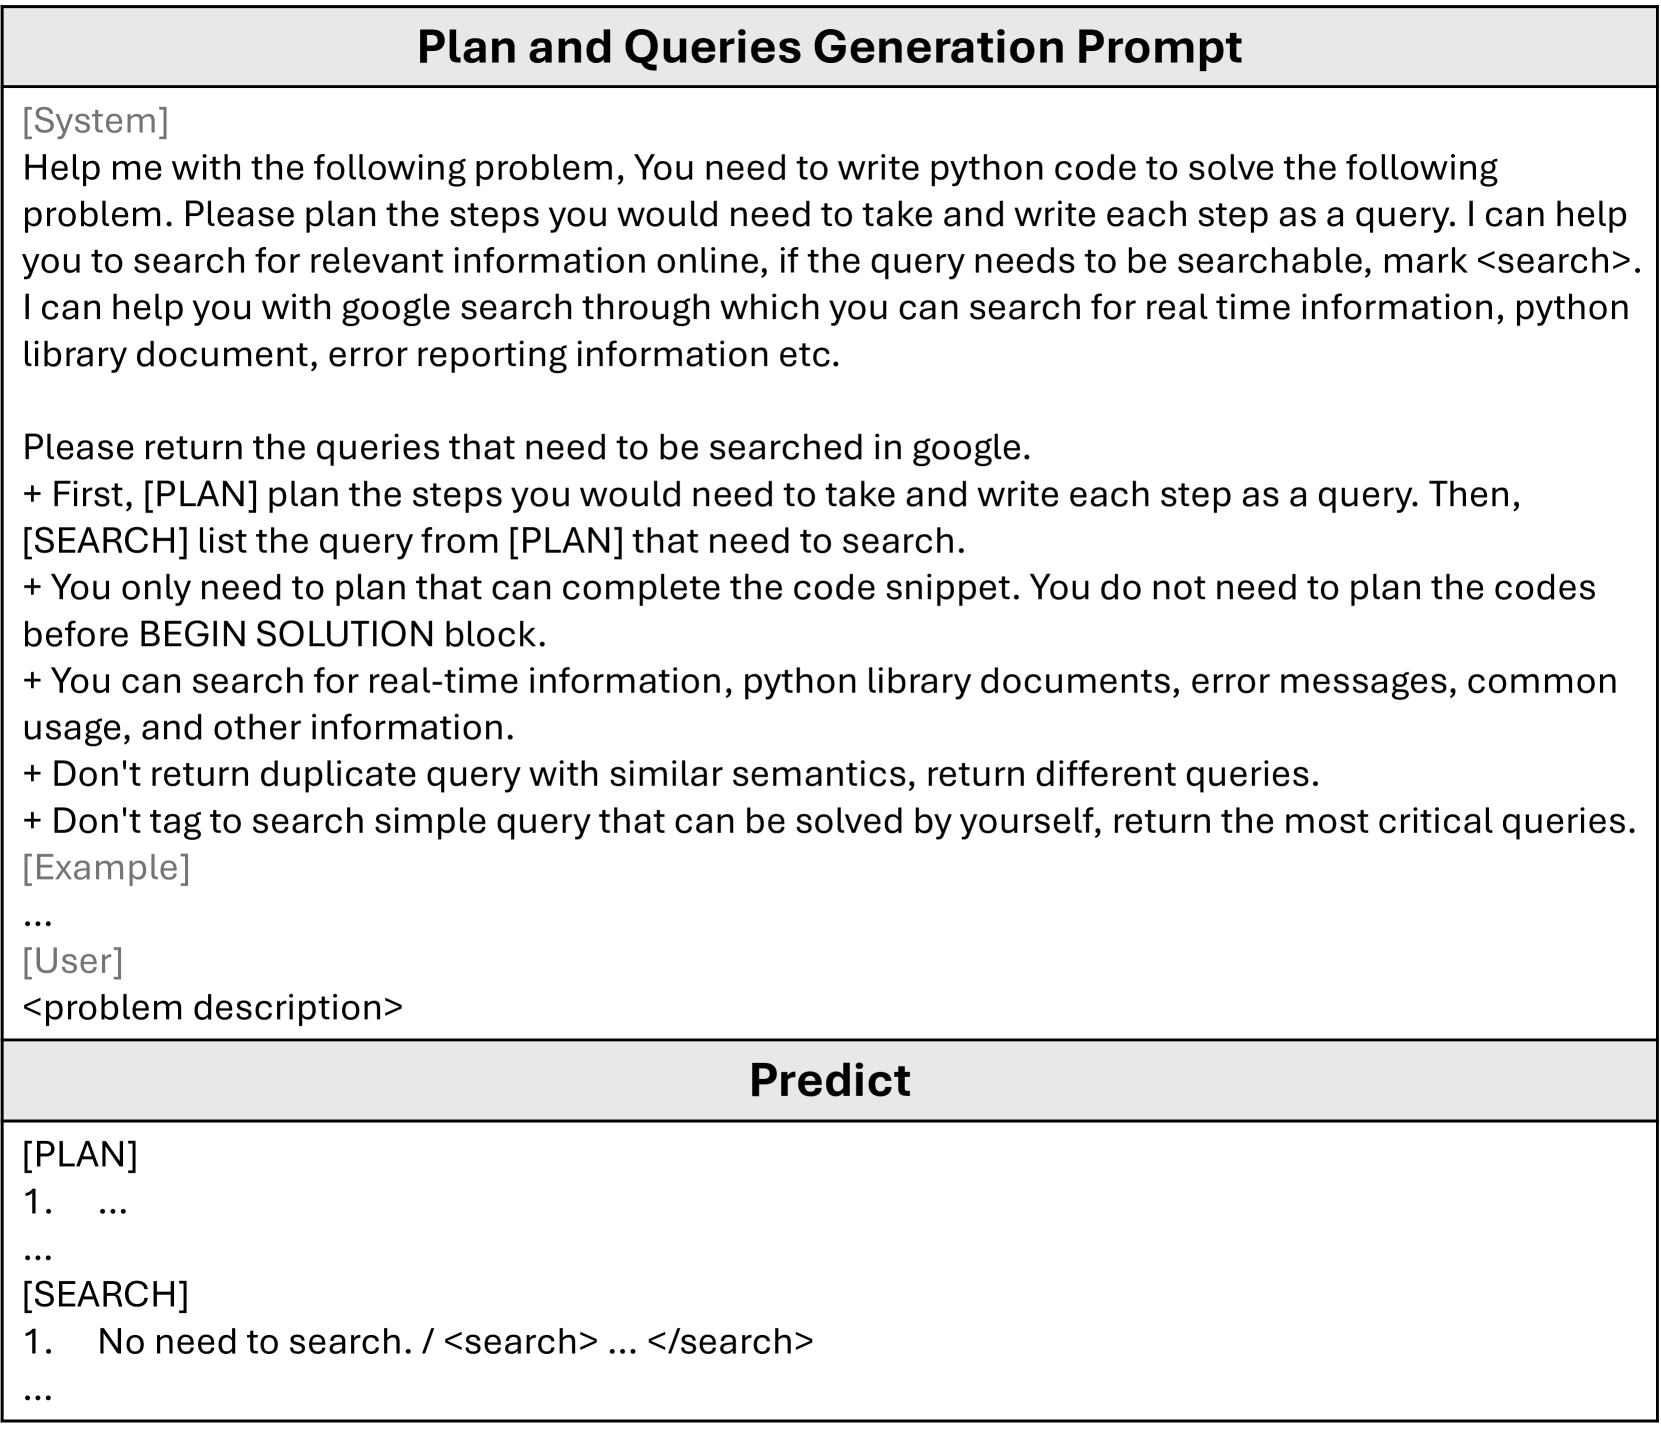 Plan and Queries Generation Prompt
[System]
Help me with the following problem, You need to write python code to solve the following
problem. Please plan the steps you would need to take and write each step as a query. I can help
you to search for relevant information online, if the query needs to be searchable, mark <search>.
I can help you with google search through which you can search for real time information, python
library document, error reporting information etc.
Please return the queries that need to be searched in google.
+ First, [PLAN] plan the steps you would need to take and write each step as a query. Then,
[SEARCH] list the query from [PLAN] that need to search.
+ You only need to plan that can complete the code snippet. You do not need to plan the codes
before BEGIN SOLUTION block.
+ You can search for real-time information, python library documents, error messages, common
usage, and other information.
+ Don't return duplicate query with similar semantics, return different queries.
+ Don't tag to search simple query that can be solved by yourself, return the most critical queries.
[Example]
...
[User]
<problem description>
Predict
[PLAN]
1. ...
...
[SEARCH]
1. No need to search. / <search> ... </search>
...